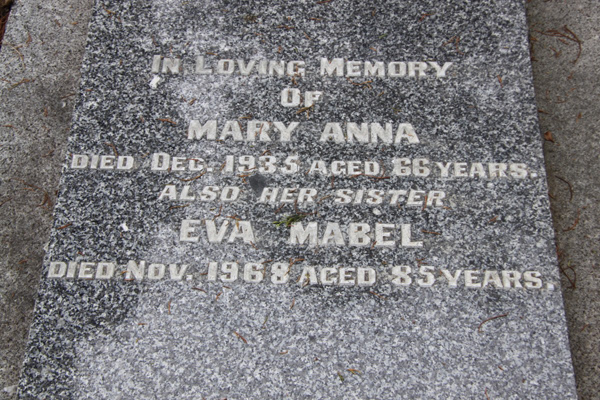 IN LOVING MEMORY
OF
MARY ANNA
DIED DEC. 1935 AGED 66 YEARS.
ALSO HER SISTER
EVA MABEL
DIED NOV. 1968 AGED 85 YEARS.